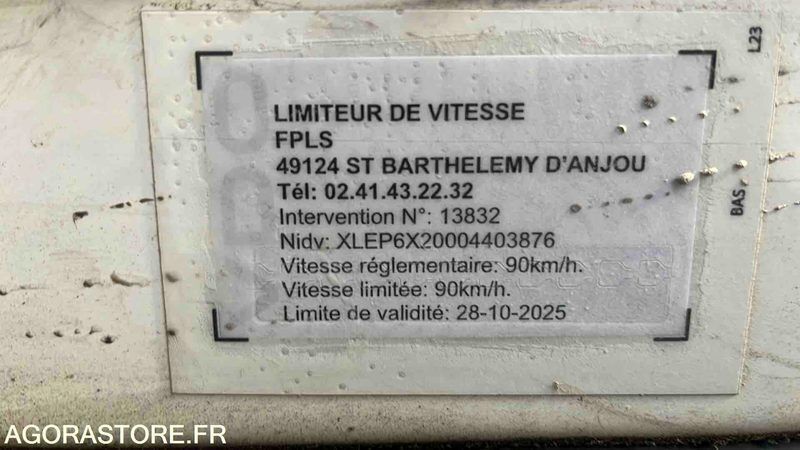 LIMITEUR DE VITESSE
FPLS
49124 ST BARTHELEMY D'ANJOU
Tél: 02.41.43.22.32
Intervention N°: 13832
Nidv: XLEP6X20004403876
Vitesse réglementaire: 90km/h.
Vitesse limitée: 90km/h.
Limite de validité: 28-10-2025
L23
BAS
AGORASTORE.FR